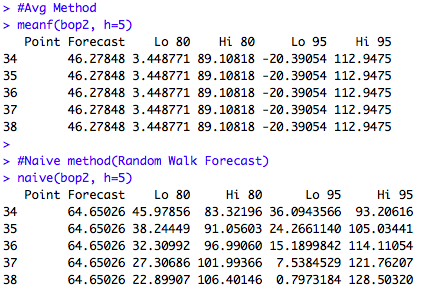 > #Avg Method
> meanf(bop2, h=5)
   Point Forecast    Lo 80    Hi 80     Lo 95    Hi 95
34       46.27848 3.448771 89.10818 -20.39054 112.9475
35       46.27848 3.448771 89.10818 -20.39054 112.9475
36       46.27848 3.448771 89.10818 -20.39054 112.9475
37       46.27848 3.448771 89.10818 -20.39054 112.9475
38       46.27848 3.448771 89.10818 -20.39054 112.9475
>
> #Naive method(Random Walk Forecast)
> naive(bop2, h=5)
   Point Forecast    Lo 80     Hi 80      Lo 95     Hi 95
34       64.65026 45.97856  83.32196 36.0943566  93.20616
35       64.65026 38.24449  91.05603 24.2661140 105.03441
36       64.65026 32.30992  96.99060 15.1899842 114.11054
37       64.65026 27.30686 101.99366  7.5384529 121.76207
38       64.65026 22.89907 106.40146  0.7973184 128.50320